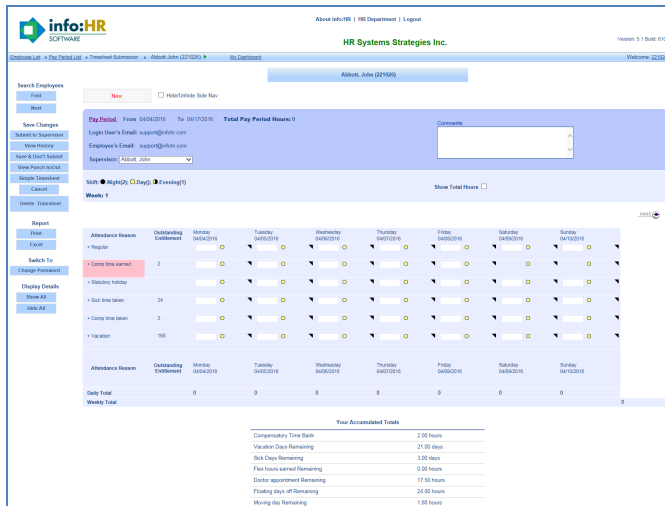 info:HR
SOFTWARE
About info:HR | HR Department | Logout
HR Systems Strategies Inc.
Version: 5.1 Build: 610
Employee List » Pay Period List » Timesheet Submission » Abbott John (221026) My Dashboard Welcome: 22102
Abbott, John (221026)
Search Employees
Find
Next
New Hide/Unhide Side Nav
Save Changes
Submit to Supervisor
View History
Save & Don't Submit
View Punch In/Out
Simple Timesheet
Cancel
Delete Timesheet
Report
Print
Excel
Switch To
Change Password
Display Details
Show All
Hide All
Pay Period From 04/04/2016 To 04/17/2016 Total Pay Period Hours: 0
Comments
Login User's Email: support@infohr.com
Employee's Email: support@infohr.com
Supervisor: Abbott, John
Shift: -Night(2); -Day(); -Evening(1)
Show Total Hours
Week: 1
next
Attendance Reason Outstanding Entitlement Monday 04/04/2016 Tuesday 04/05/2016 Wednesday 04/06/2016 Thursday 04/07/2016 Friday 04/08/2016 Saturday 04/09/2016 Sunday 04/10/2016
+ Regular
+ Comp time earned 2
+ Statutory holiday
+ Sick time taken 24
+ Comp time taken 2
+ Vacation 168
Attendance Reason Outstanding Entitlement Monday 04/04/2016 Tuesday 04/05/2016 Wednesday 04/06/2016 Thursday 04/07/2016 Friday 04/08/2016 Saturday 04/09/2016 Sunday 04/10/2016
Daily Total 0 0 0 0 0 0 0
Weekly Total 0
Your Accumulated Totals
Compensatory Time Bank 2.00 hours
Vacation Days Remaining 21.00 days
Sick Days Remaining 3.00 days
Flex hours earned Remaining 0.00 hours
Doctor appointment Remaining 17.50 hours
Floating days off Remaining 24.00 hours
Moving day Remaining